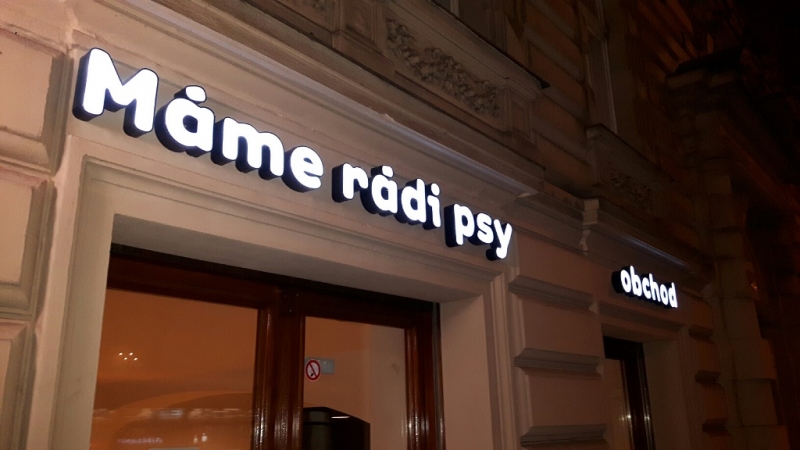 Máme rádi psy
obchod